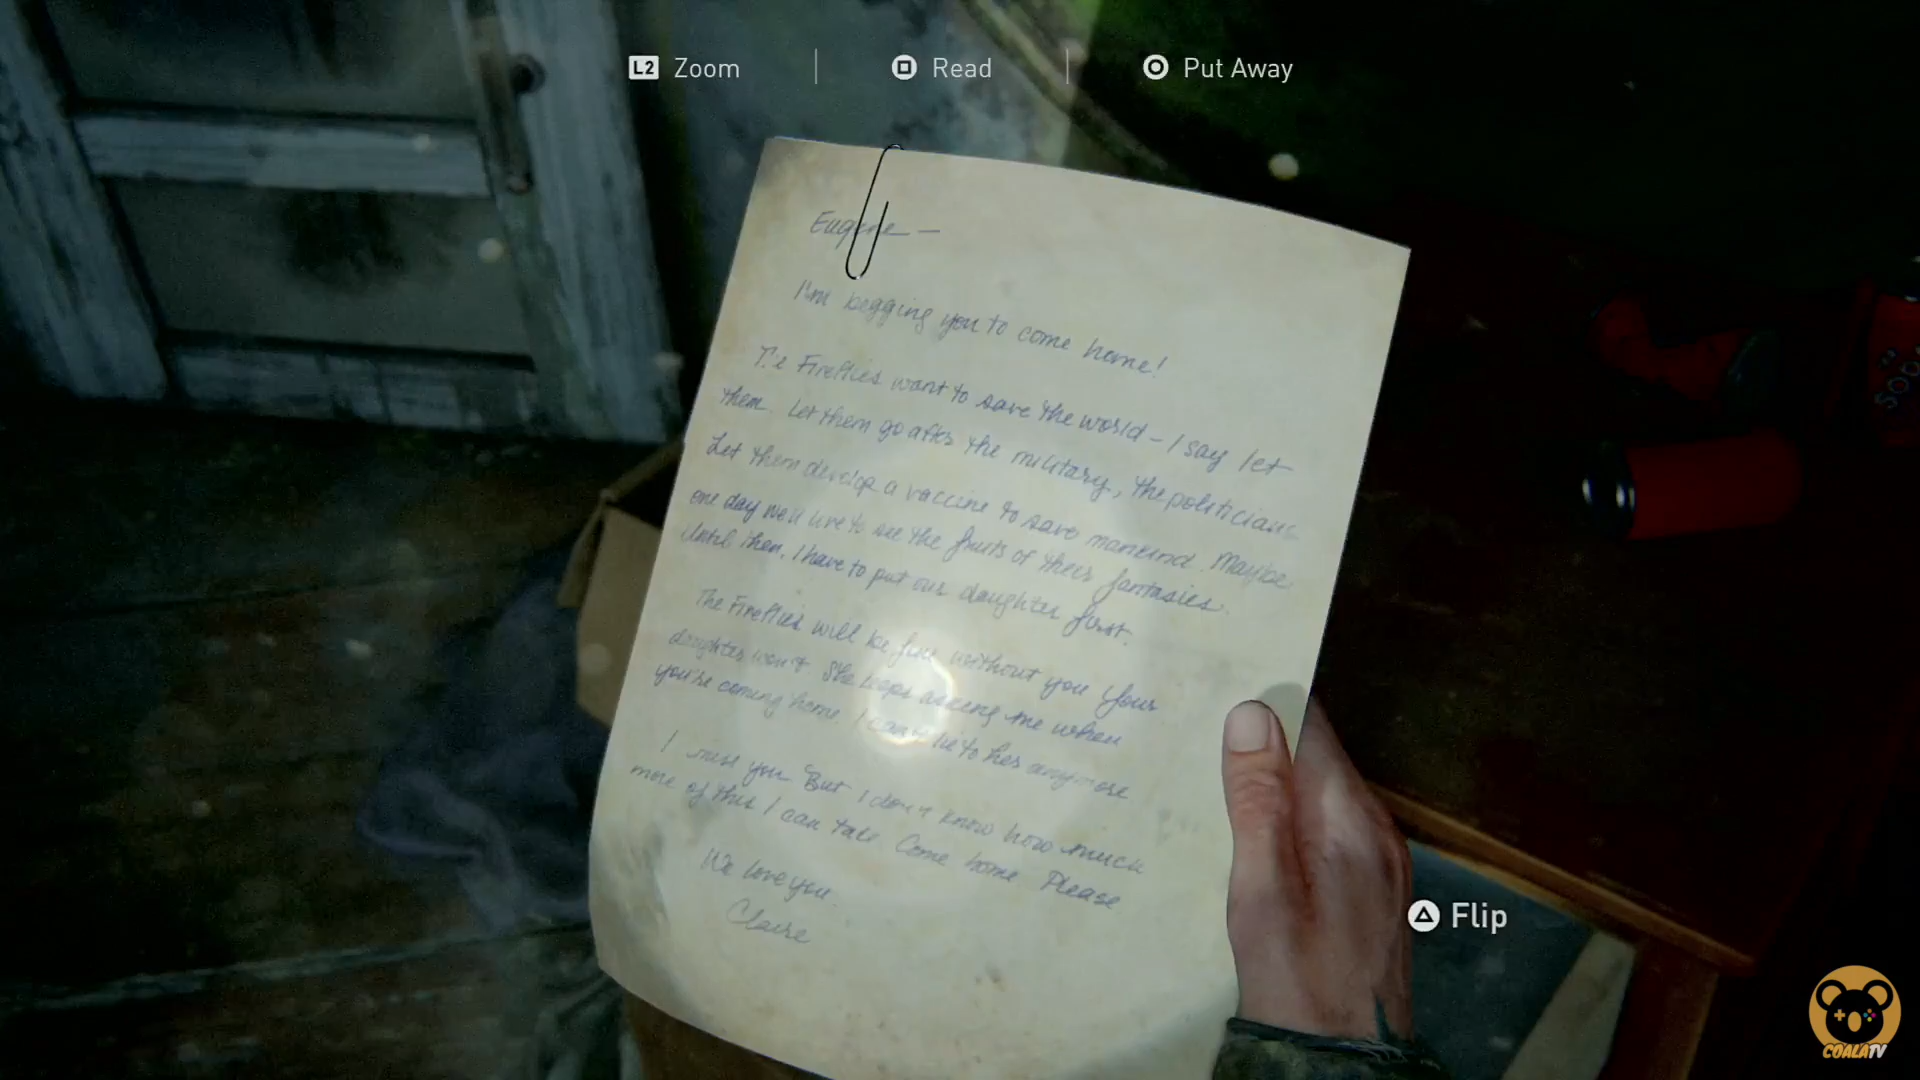 L2 Zoom
Read
Put Away
Eugene —
I'm begging you to come home!
The Fireflies want to save the world – I say let
them. Let them go after the military, the politicians
Let them develop a vaccine to save mankind. Maybe
one day we'll live to see the fruits of their fantasies.
Until then, I have to put our daughter first.
The Fireflies will be fine without you. Your
daughter won't. She keeps asking me when
you're coming home. I can't lie to her anymore
I miss you. But I don't know how much
more of this I can take. Come home. Please
We love you.
Claire
Flip
COALATV